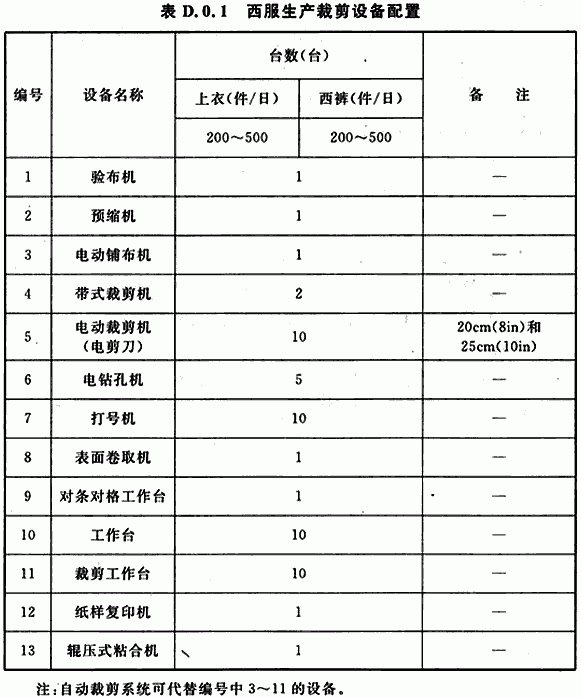 表 D.0.1 西服生产裁剪设备配置
编号 设备名称 台数(台) 备 注
上衣(件/日) 西裤(件/日)
200～500 200～500
1 验布机 1 —
2 预缩机 1 —
3 电动铺布机 1 —
4 带式裁剪机 2 —
5 电动裁剪机 10 20cm(8in)和
(电剪刀) 25cm(10in)
6 电钻孔机 5 —
7 打号机 10 —
8 表面卷取机 1 —
9 对条对格工作台 1 —
10 工作台 10 —
11 裁剪工作台 10 —
12 纸样复印机 1 —
13 辊压式粘合机 1 —
注:自动裁剪系统可代替编号中 3～11 的设备。